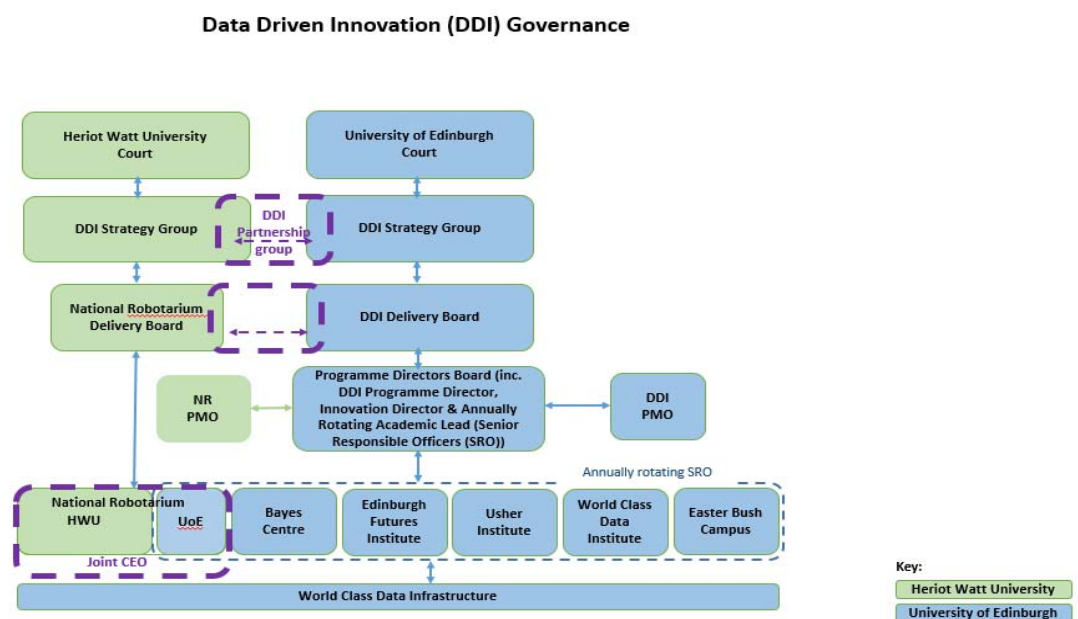 Data Driven Innovation (DDI) Governance
Heriot Watt University
Court
University of Edinburgh
Court
DDI Strategy Group
DDI
Partnership
group
DDI Strategy Group
National Robotarium
Delivery Board
DDI Delivery Board
NR
PMO
Programme Directors Board (inc.
DDI Programme Director,
Innovation Director & Annually
Rotating Academic Lead (Senior
Responsible Officers (SRO))
DDI
PMO
Annually rotating SRO
National Robotarium
HWU
UoE
Bayes
Centre
Edinburgh
Futures
Institute
Usher
Institute
World Class
Data
Institute
Easter Bush
Campus
Joint CEO
World Class Data Infrastructure
Key:
Heriot Watt University
University of Edinburgh